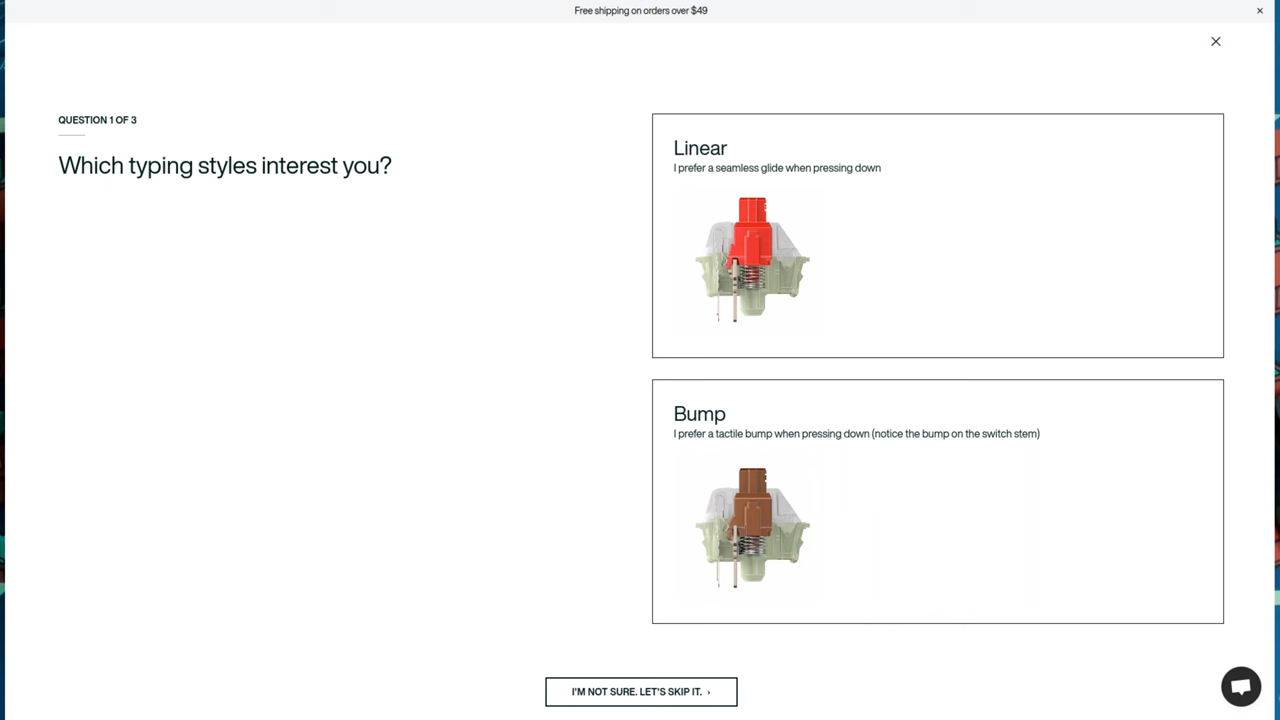 Free shipping on orders over $49
QUESTION 1 OF 3
Which typing styles interest you?
Linear
I prefer a seamless glide when pressing down
Bump
I prefer a tactile bump when pressing down (notice the bump on the switch stem)
I'M NOT SURE. LET'S SKIP IT. ›